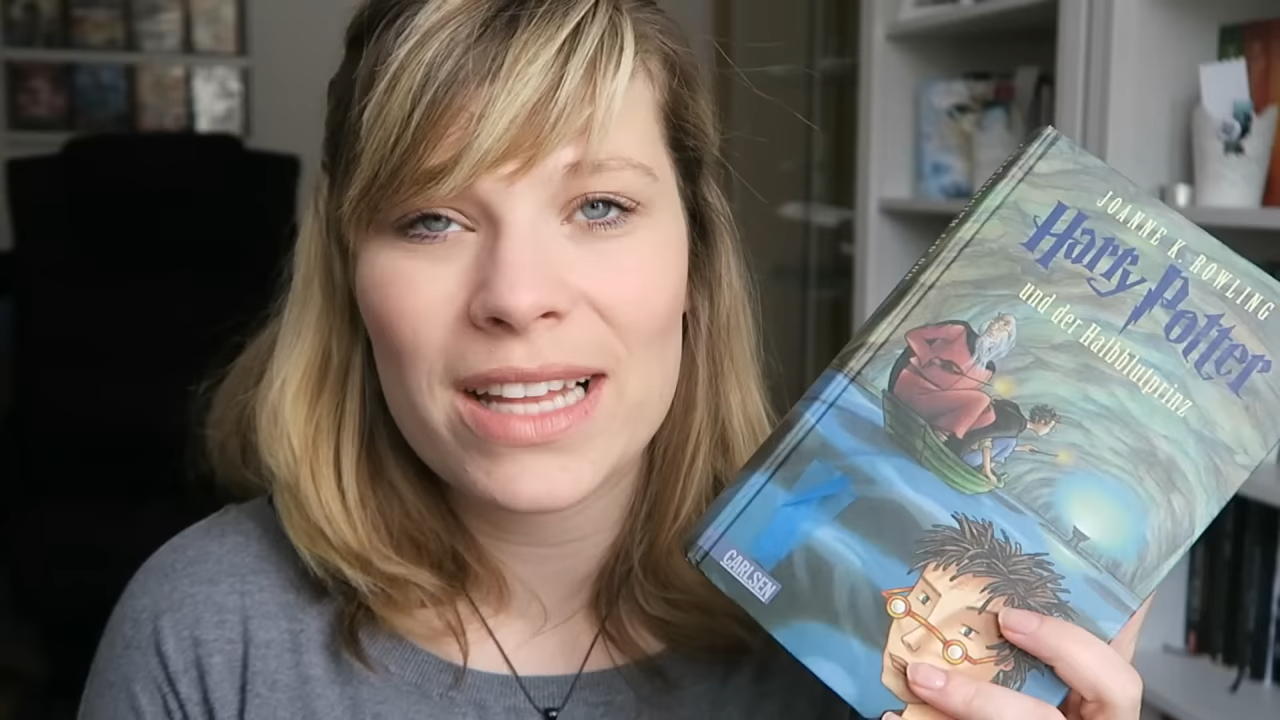 JOANNE K. ROWLING
Harry Potter
und der Halbblutprinz
CARLSEN